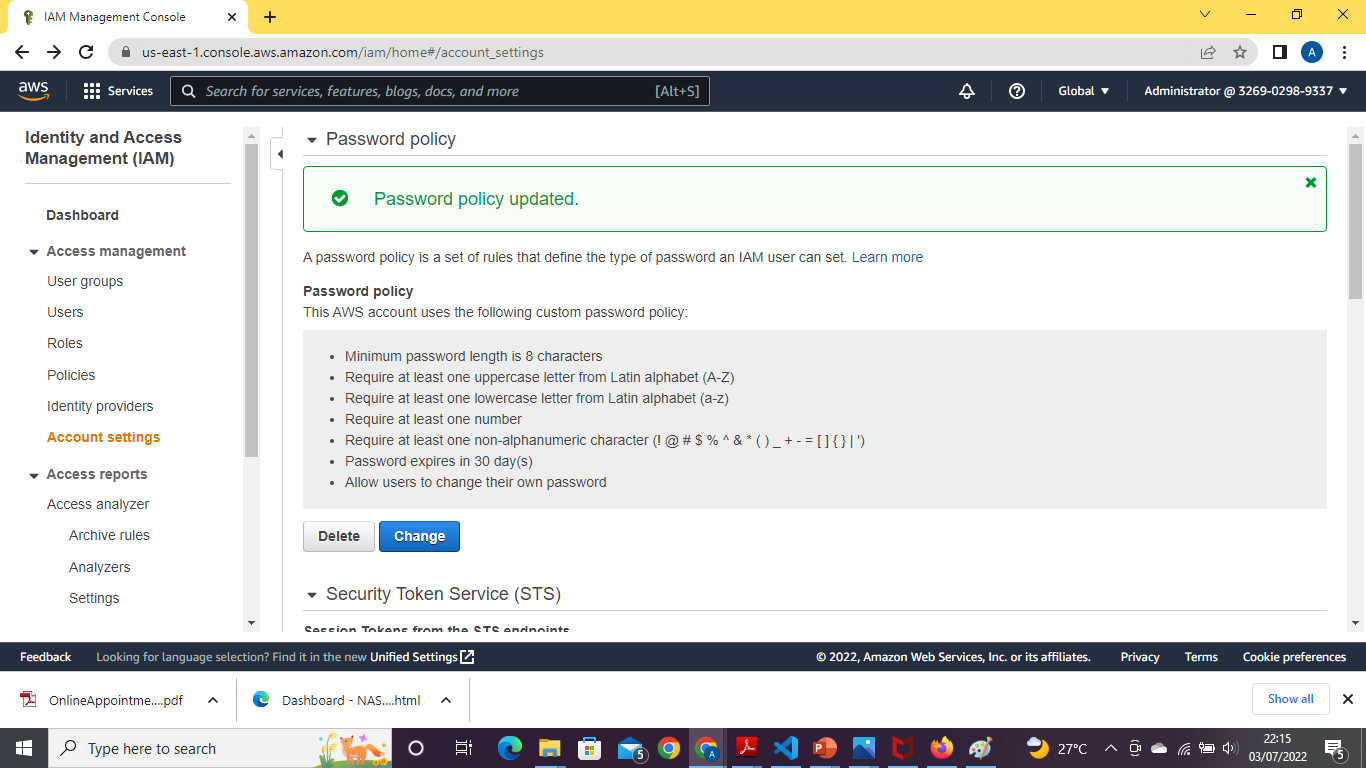 IAM Management Console
us-east-1.console.aws.amazon.com/iam/home#/account_settings
A
aws
Services
Search for services, features, blogs, docs, and more
[Alt+S]
Global
Administrator @ 3269-0298-9337
Identity and Access
Management (IAM)
Dashboard
Access management
User groups
Users
Roles
Policies
Identity providers
Account settings
Access reports
Access analyzer
Archive rules
Analyzers
Settings
Password policy
Password policy updated.
A password policy is a set of rules that define the type of password an IAM user can set. Learn more
Password policy
This AWS account uses the following custom password policy:
• Minimum password length is 8 characters
• Require at least one uppercase letter from Latin alphabet (A-Z)
• Require at least one lowercase letter from Latin alphabet (a-z)
• Require at least one number
• Require at least one non-alphanumeric character (! @ # $ % ^ & * ( ) _ + - = [ ] { } | ')
• Password expires in 30 day(s)
• Allow users to change their own password
Delete
Change
Security Token Service (STS)
Session Tokens from the STS endpoints
Feedback
Looking for language selection? Find it in the new Unified Settings
© 2022, Amazon Web Services, Inc. or its affiliates.
Privacy
Terms
Cookie preferences
OnlineAppointme....pdf
Dashboard - NAS....html
Show all
Type here to search
5
A
27°C
22:15
03/07/2022
5